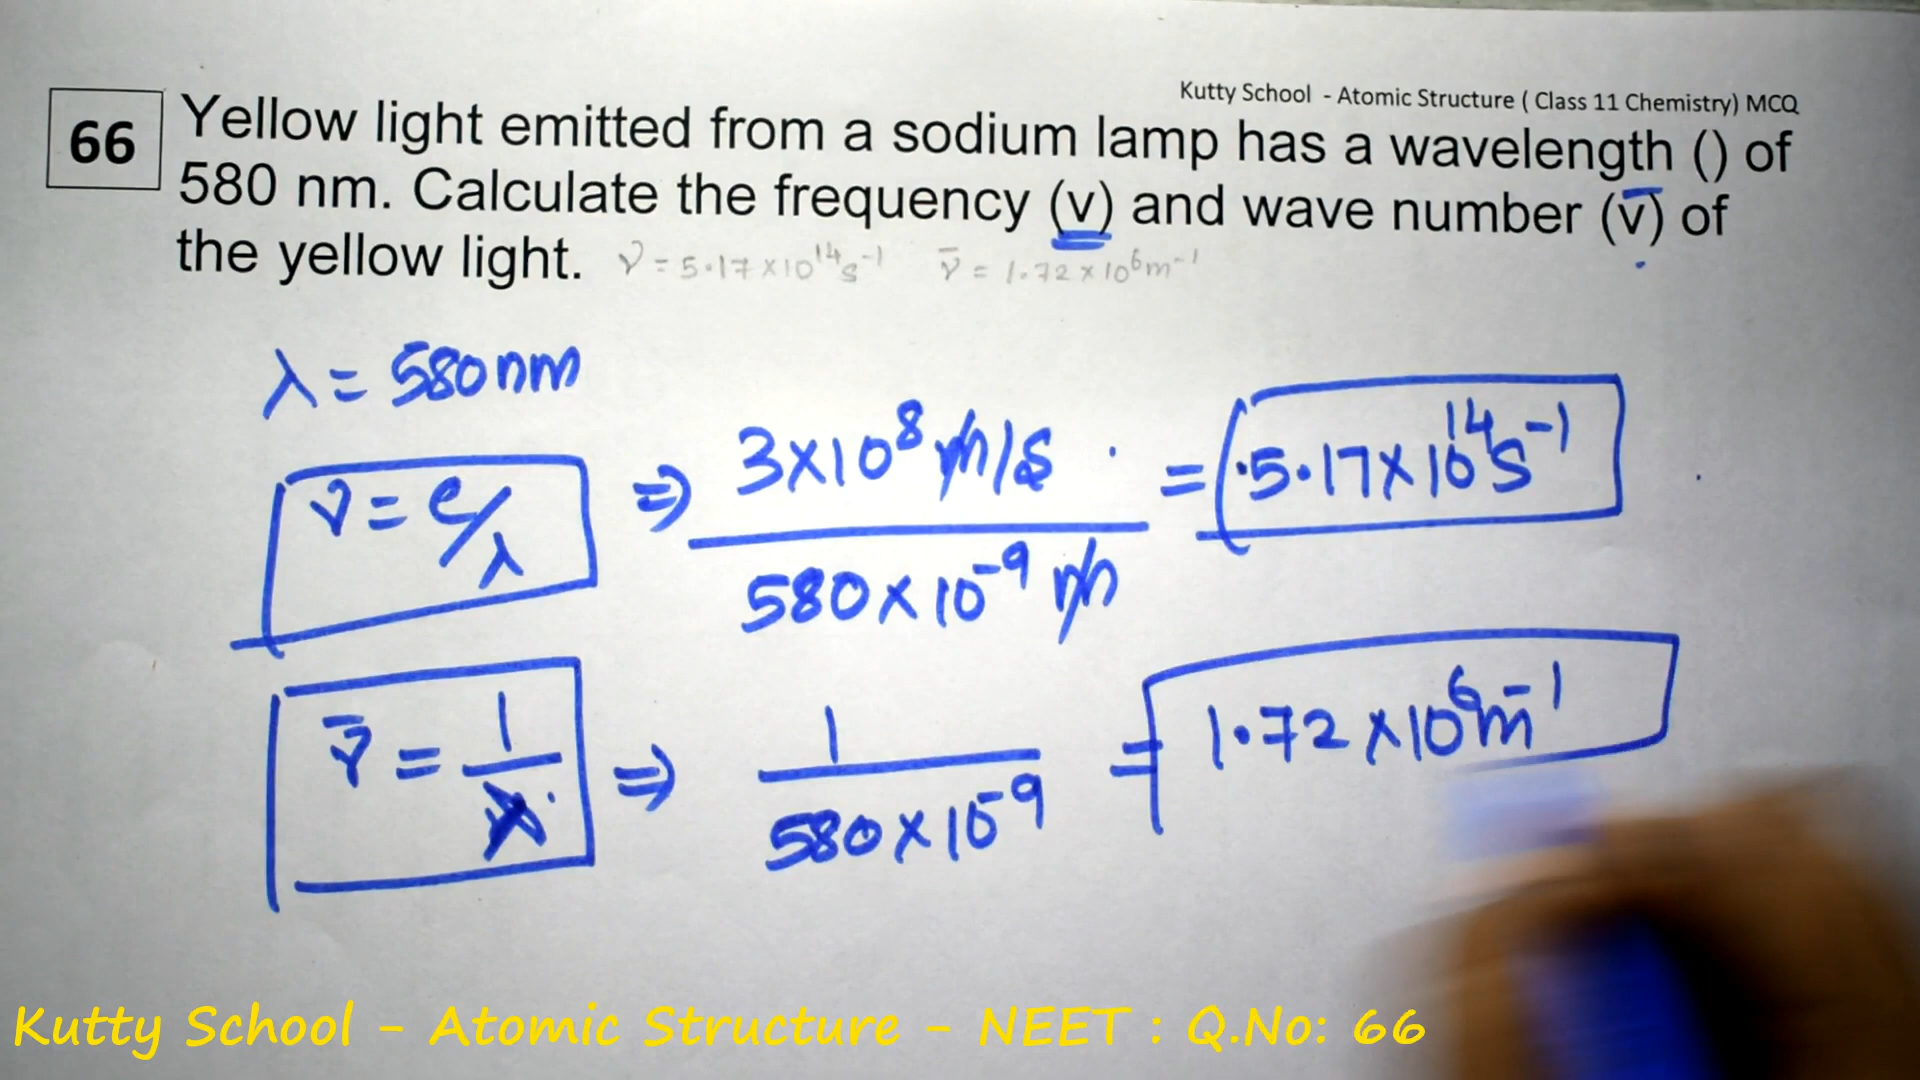 Kutty School - Atomic Structure ( Class 11 Chemistry) MCQ
66
Yellow light emitted from a sodium lamp has a wavelength () of
580 nm. Calculate the frequency (v) and wave number (v̅) of
the yellow light. ν = 5.17 × 10¹⁴ s⁻¹ ν̅ = 1.72 × 10⁶ m⁻¹
λ = 580 nm
ν = c/λ ⇒ 3×10⁸ m/s / 580×10⁻⁹ m = 5.17×10¹⁴ s⁻¹
ν̅ = 1/λ ⇒ 1 / 580×10⁻⁹ = 1.72×10⁶ m⁻¹
Kutty School - Atomic Structure - NEET : Q.No: 66